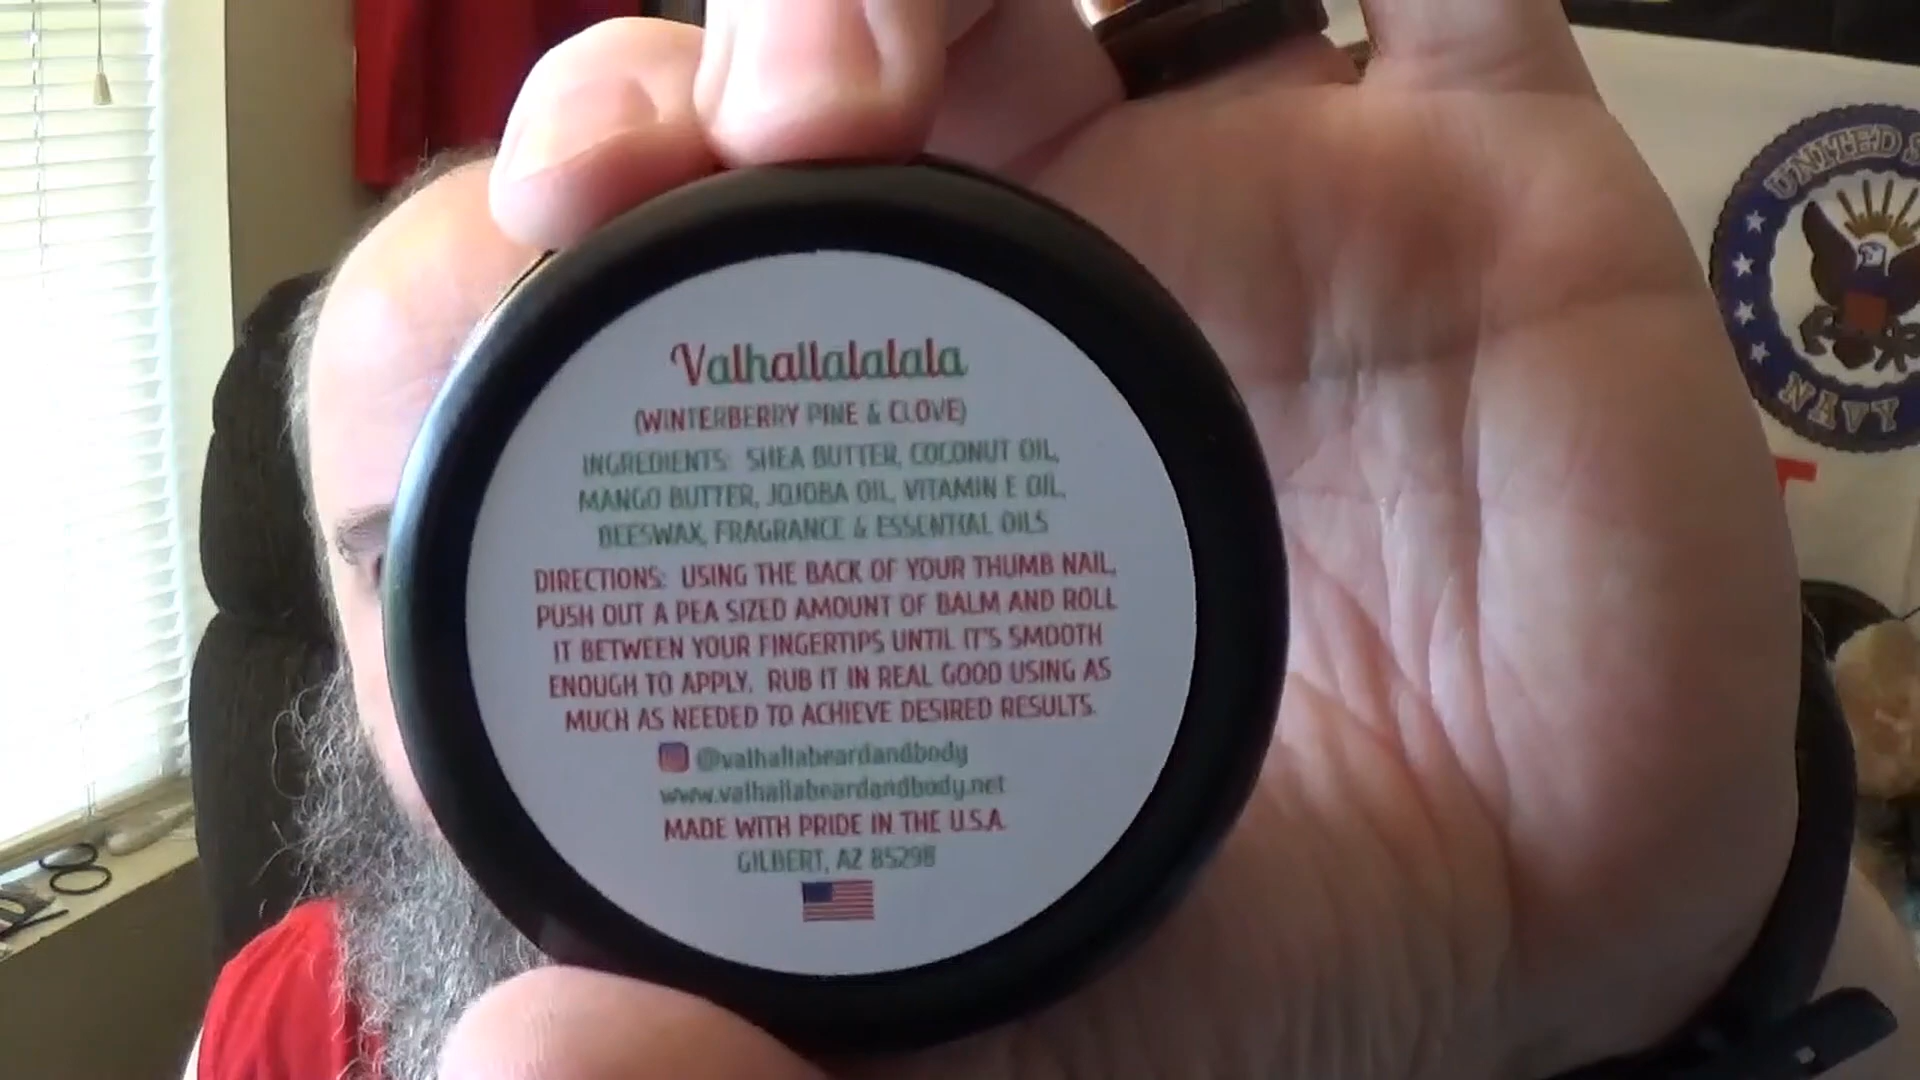 Valhallalalala
(WINTERBERRY PINE & CLOVE)
INGREDIENTS: SHEA BUTTER, COCONUT OIL,
MANGO BUTTER, JOJOBA OIL, VITAMIN E OIL,
BEESWAX, FRAGRANCE & ESSENTIAL OILS
DIRECTIONS: USING THE BACK OF YOUR THUMB NAIL,
PUSH OUT A PEA SIZED AMOUNT OF BALM AND ROLL
IT BETWEEN YOUR FINGERTIPS UNTIL IT'S SMOOTH
ENOUGH TO APPLY. RUB IT IN REAL GOOD USING AS
MUCH AS NEEDED TO ACHIEVE DESIRED RESULTS.
@valhallabeardandbody
www.valhallabeardandbody.net
MADE WITH PRIDE IN THE U.S.A.
GILBERT, AZ 85298
UNITED
NAVY